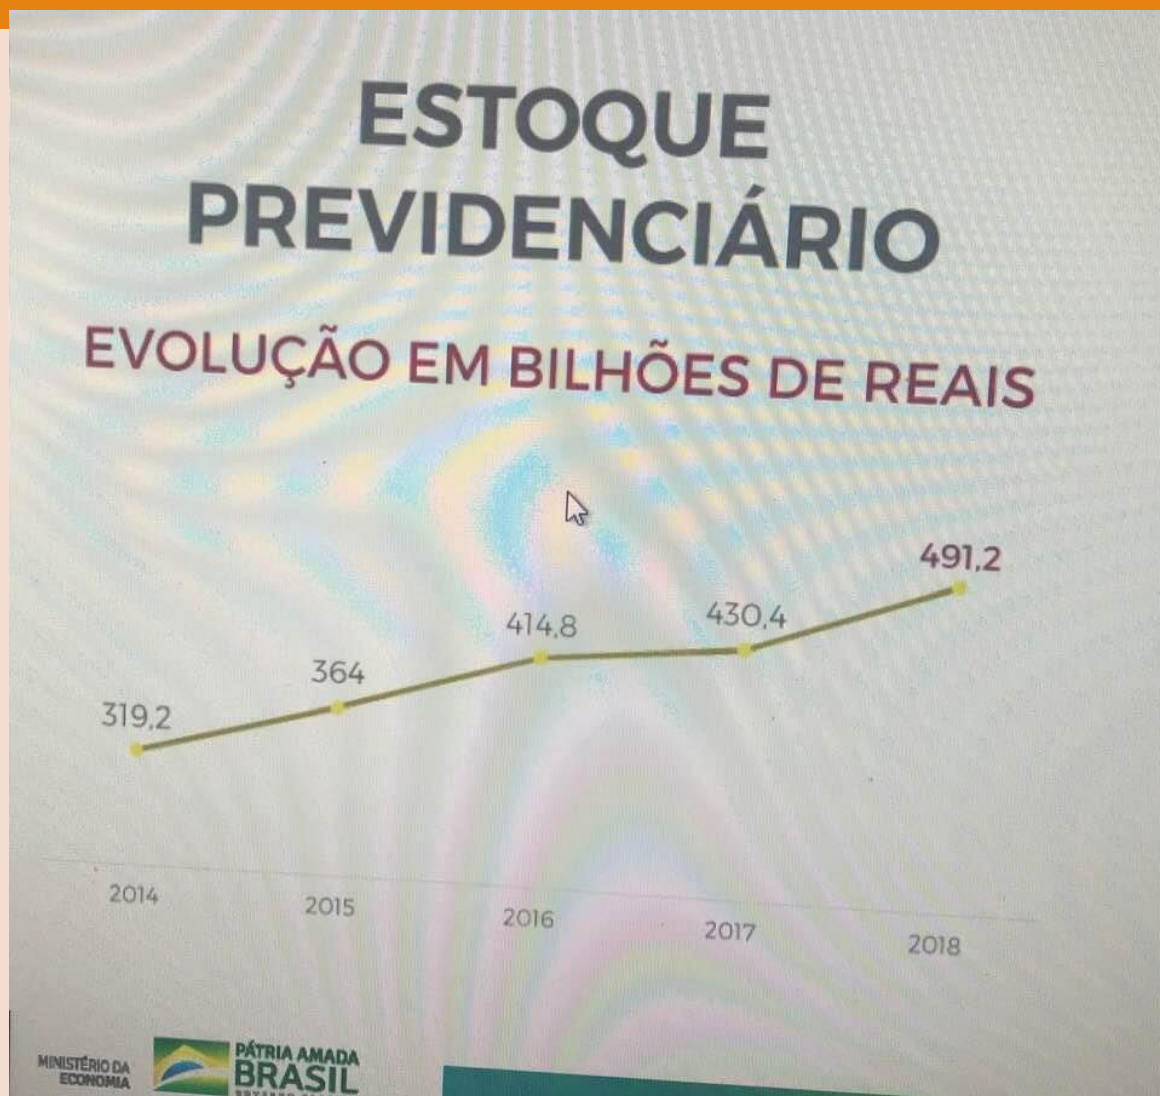 ESTOQUE
PREVIDENCIÁRIO
EVOLUÇÃO EM BILHÕES DE REAIS
491,2
430,4
414,8
364
319,2
2014
2015
2016
2017
2018
MINISTÉRIO DA
ECONOMIA
PÁTRIA AMADA
BRASIL